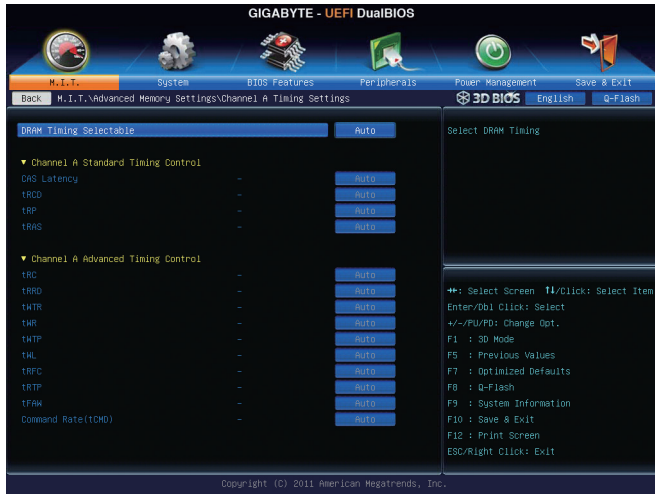 GIGABYTE - UEFI DualBIOS
M.I.T. System BIOS Features Peripherals Power Management Save & Exit
Back M.I.T.\Advanced Memory Settings\Channel A Timing Settings 3D BIOS English Q-Flash
DRAM Timing Selectable Auto
Select DRAM Timing
▼ Channel A Standard Timing Control
CAS Latency - Auto
tRCD - Auto
tRP - Auto
tRAS - Auto
▼ Channel A Advanced Timing Control
tRC - Auto
tRRD - Auto
tWTR - Auto
tWR - Auto
tWTP - Auto
tWL - Auto
tRFC - Auto
tRTP - Auto
tFAW - Auto
Command Rate(tCMD) - Auto
→←: Select Screen ↑↓/Click: Select Item
Enter/Dbl Click: Select
+/-/PU/PD: Change Opt.
F1 : 3D Mode
F5 : Previous Values
F7 : Optimized Defaults
F8 : Q-Flash
F9 : System Information
F10 : Save & Exit
F12 : Print Screen
ESC/Right Click: Exit
Copyright (C) 2011 American Megatrends, Inc.